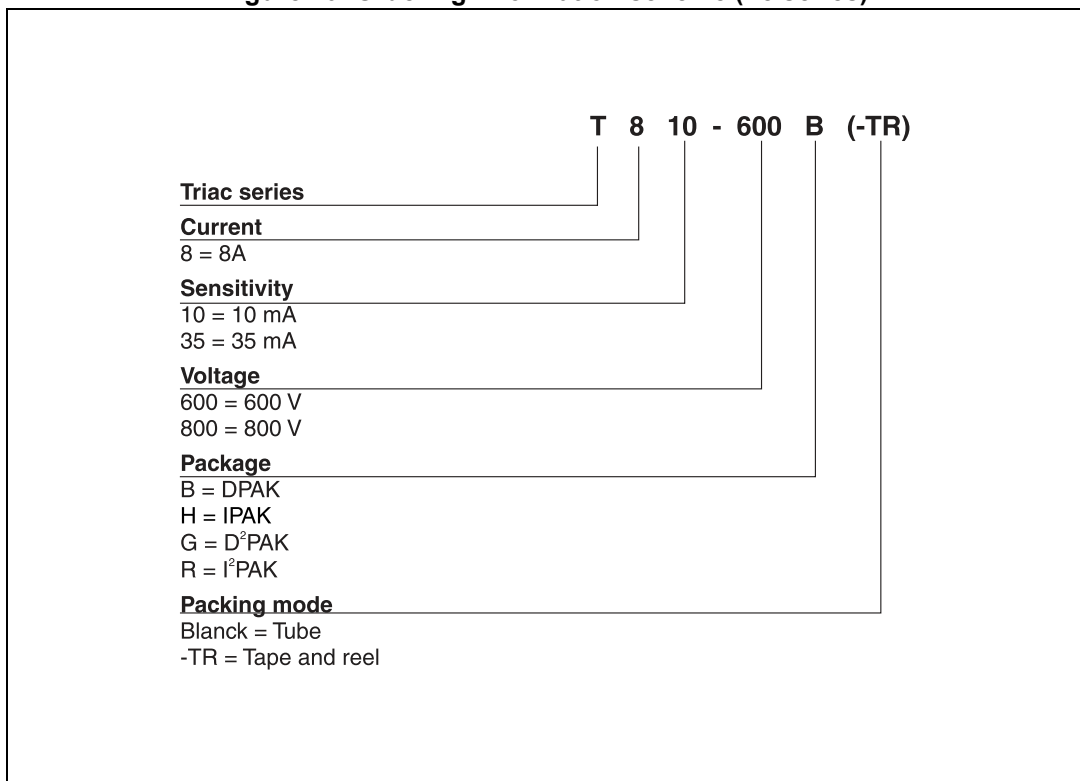 T 8 10 - 600 B (-TR)
Triac series
Current
8 = 8A
Sensitivity
10 = 10 mA
35 = 35 mA
Voltage
600 = 600 V
800 = 800 V
Package
B = DPAK
H = IPAK
G = D²PAK
R = I²PAK
Packing mode
Blanck = Tube
-TR = Tape and reel